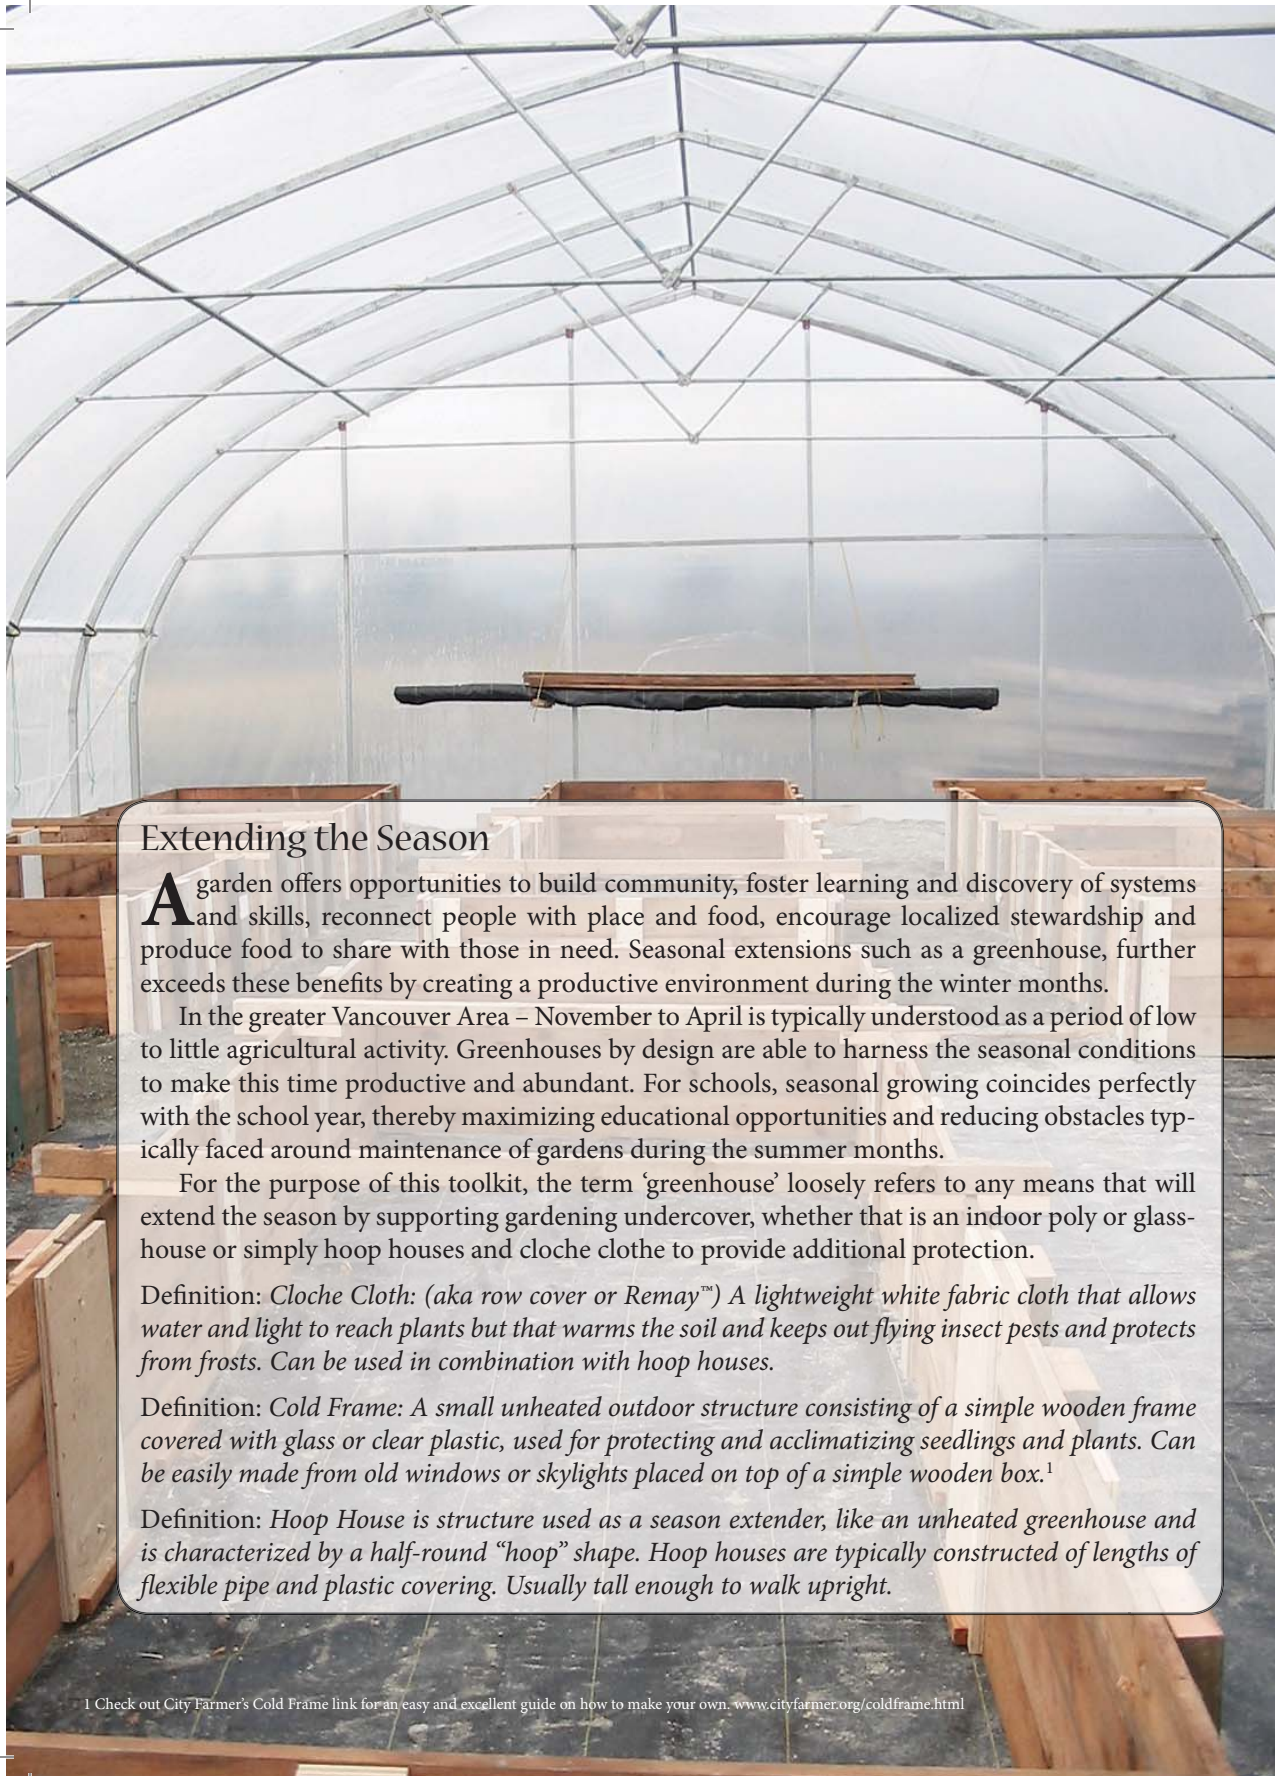 Extending the Season
A garden offers opportunities to build community, foster learning and discovery of systems
and skills, reconnect people with place and food, encourage localized stewardship and
produce food to share with those in need. Seasonal extensions such as a greenhouse, further
exceeds these benefits by creating a productive environment during the winter months.
In the greater Vancouver Area – November to April is typically understood as a period of low
to little agricultural activity. Greenhouses by design are able to harness the seasonal conditions
to make this time productive and abundant. For schools, seasonal growing coincides perfectly
with the school year, thereby maximizing educational opportunities and reducing obstacles typ-
ically faced around maintenance of gardens during the summer months.
For the purpose of this toolkit, the term ‘greenhouse’ loosely refers to any means that will
extend the season by supporting gardening undercover, whether that is an indoor poly or glass-
house or simply hoop houses and cloche clothe to provide additional protection.
Definition: Cloche Cloth: (aka row cover or Remay™) A lightweight white fabric cloth that allows
water and light to reach plants but that warms the soil and keeps out flying insect pests and protects
from frosts. Can be used in combination with hoop houses.
Definition: Cold Frame: A small unheated outdoor structure consisting of a simple wooden frame
covered with glass or clear plastic, used for protecting and acclimatizing seedlings and plants. Can
be easily made from old windows or skylights placed on top of a simple wooden box.1
Definition: Hoop House is structure used as a season extender, like an unheated greenhouse and
is characterized by a half-round “hoop” shape. Hoop houses are typically constructed of lengths of
flexible pipe and plastic covering. Usually tall enough to walk upright.
1 Check out City Farmer’s Cold Frame link for an easy and excellent guide on how to make your own. www.cityfarmer.org/coldframe.html